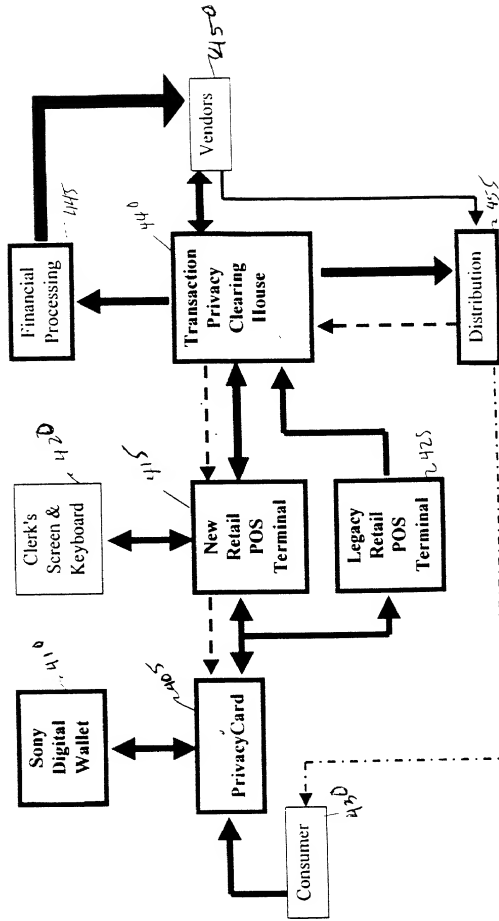 Sony
Digital
Wallet
410
Clerk's
Screen &
Keyboard
420
Financial
Processing
445
Consumer
430
PrivacyCard
405
New
Retail
POS
Terminal
415
Legacy
Retail
POS
Terminal
425
Transaction
Privacy
Clearing
House
440
Vendors
450
Distribution
455